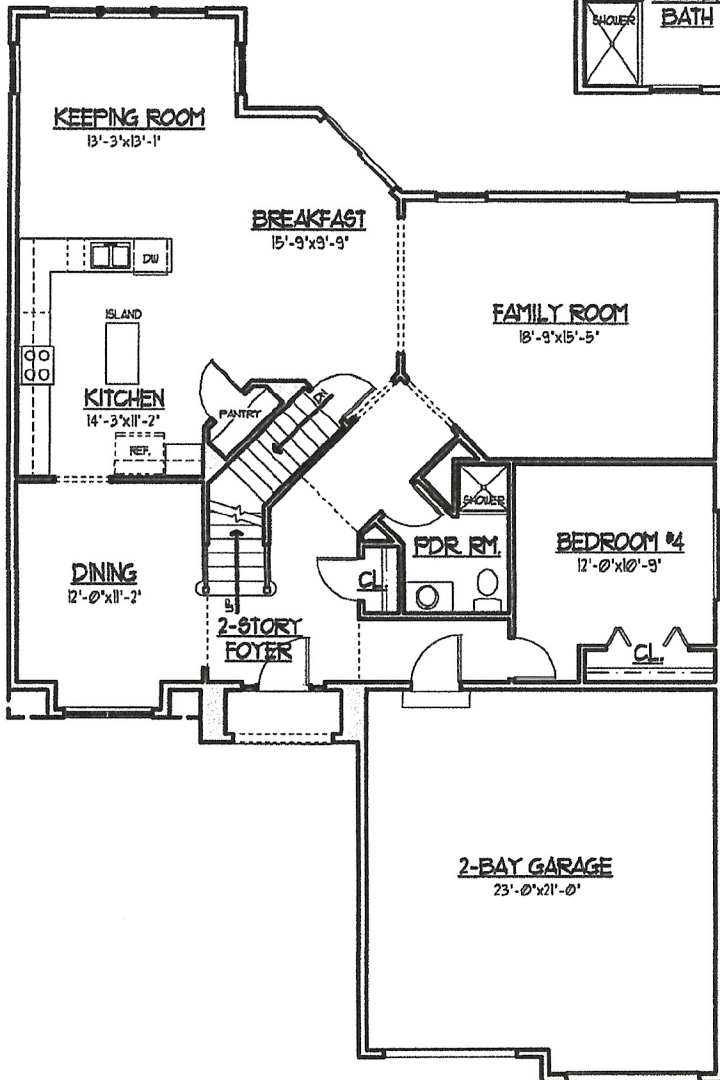 SHOWER
BATH
KEEPING ROOM
13'-3"x13'-1"
BREAKFAST
15'-9"x9'-9"
DW
FAMILY ROOM
18'-9"x15'-5"
ISLAND
KITCHEN
14'-3"x11'-2"
PANTRY
DN
REF.
SHOWER
PDR. RM.
BEDROOM #4
12'-0"x10'-9"
DINING
12'-0"x11'-2"
CL.
UP
2-STORY
FOYER
CL.
2-BAY GARAGE
23'-0"x21'-0"